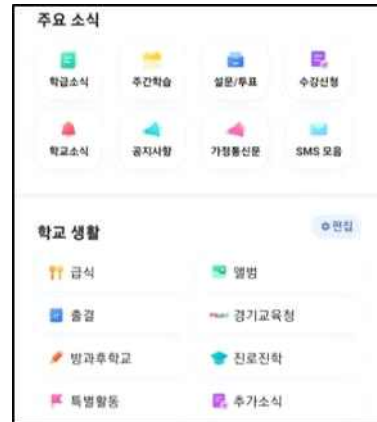 주요 소식
학급소식 주간학습 설문/투표 수강신청
학교소식 공지사항 가정통신문 SMS 모음
학교 생활 편집
급식 앨범
출결 경기교육청
방과후학교 진로진학
특별활동 추가소식